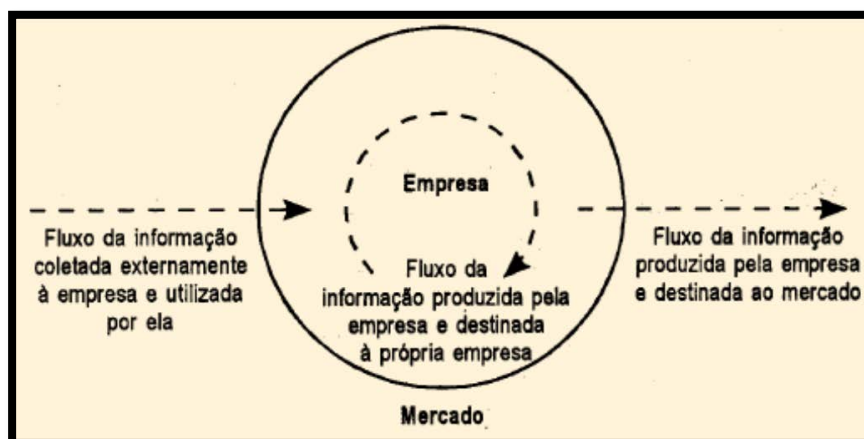 Empresa
Fluxo da informação
coletada externamente
à empresa e utilizada
por ela
Fluxo da
informação produzida pela
empresa e destinada
à própria empresa
Fluxo da informação
produzida pela empresa
e destinada ao mercado
Mercado